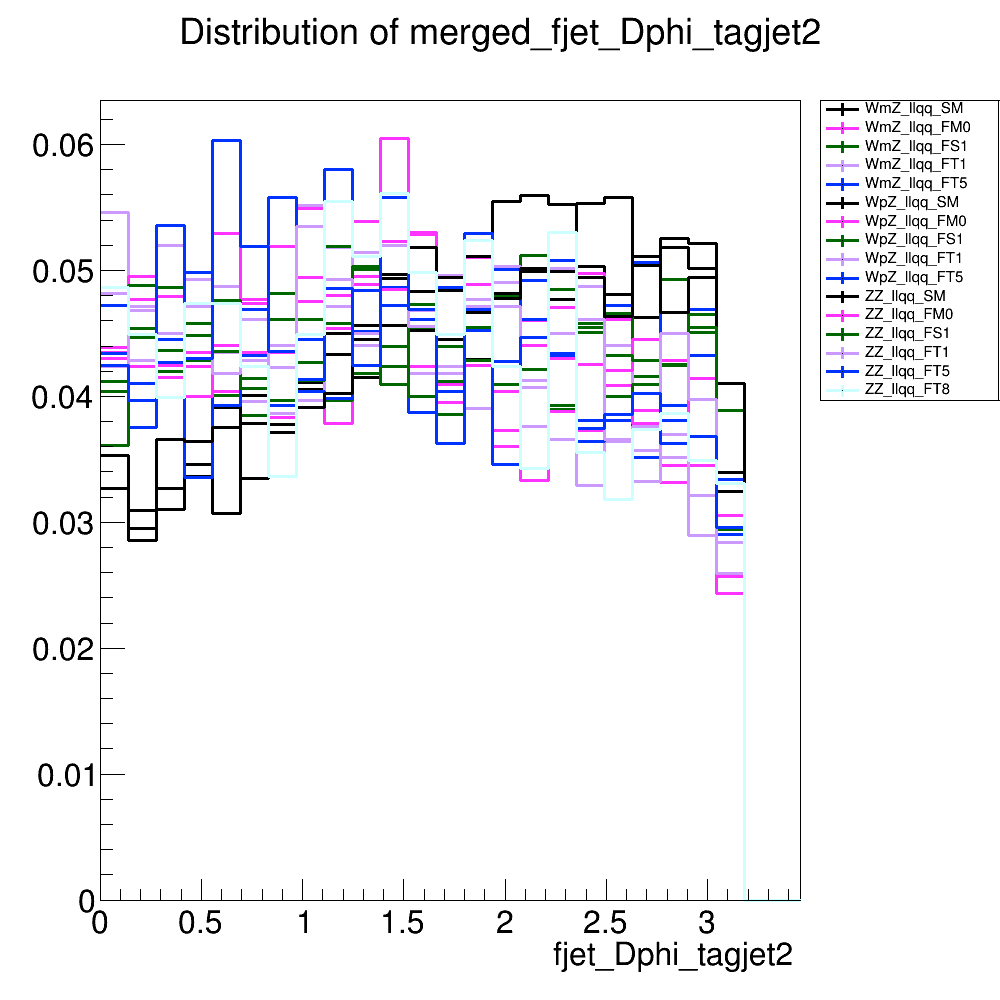 Distribution of merged_fjet_Dphi_tagjet2
WmZ_llqq_SM
WmZ_llqq_FM0
WmZ_llqq_FS1
WmZ_llqq_FT1
WmZ_llqq_FT5
WpZ_llqq_SM
WpZ_llqq_FM0
WpZ_llqq_FS1
WpZ_llqq_FT1
WpZ_llqq_FT5
ZZ_llqq_SM
ZZ_llqq_FM0
ZZ_llqq_FS1
ZZ_llqq_FT1
ZZ_llqq_FT5
ZZ_llqq_FT8
0.06
0.05
0.04
0.03
0.02
0.01
0
0 0.5 1 1.5 2 2.5 3
fjet_Dphi_tagjet2